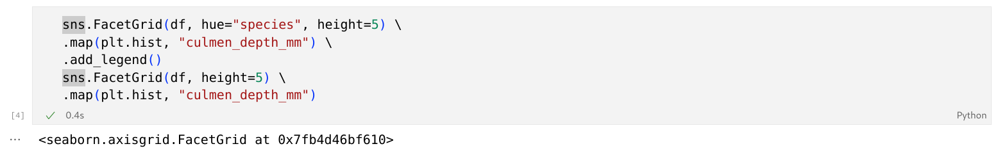 sns.FacetGrid(df, hue="species", height=5) \
.map(plt.hist, "culmen_depth_mm") \
.add_legend()
sns.FacetGrid(df, height=5) \
.map(plt.hist, "culmen_depth_mm")
[4] ✓ 0.4s Python
... <seaborn.axisgrid.FacetGrid at 0x7fb4d46bf610>